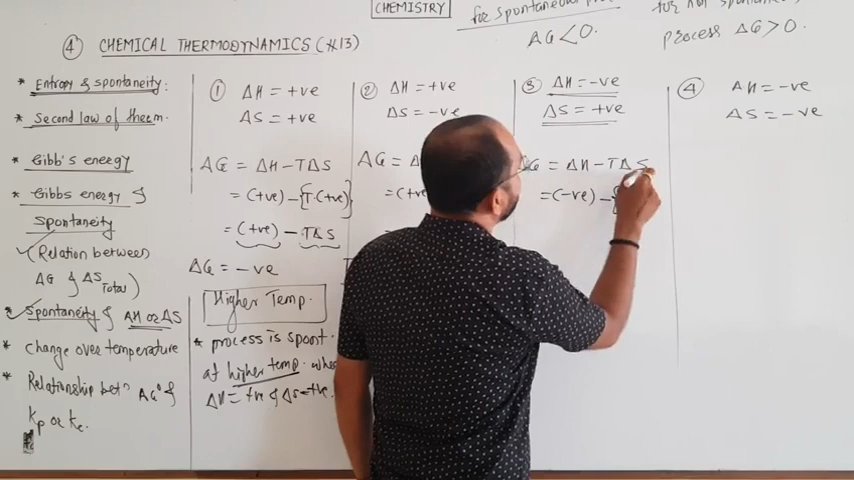 CHEMISTRY
for spontaneous
ΔG<0.
for not spontaneous
process ΔG>0.
④ CHEMICAL THERMODYNAMICS (#13)
* Entropy & spontaneity.
* Second law of therm.
* Gibb's energy
* Gibbs energy &
Spontaneity
✓(Relation between
ΔG & ΔS Total)
* Spontaneity & ΔH or ΔS
* Change over temperature
* Relationship betn ΔG° &
Kp or Kc.
① ΔH = +ve
ΔS = +ve
ΔG = ΔH-TΔS
= (+ve) - {T.(+ve)}
= (+ve) - TΔS
ΔG = -ve
Higher Temp.
* process is spont.
at higher temp.
ΔH = +ve & ΔS = +ve.
② ΔH = +ve
ΔS = -ve
ΔG =
=(+ve
=
③ ΔH = -ve
ΔS = +ve
ΔG = ΔH - TΔS
=(-ve) - {
④ ΔH = -ve
ΔS = -ve